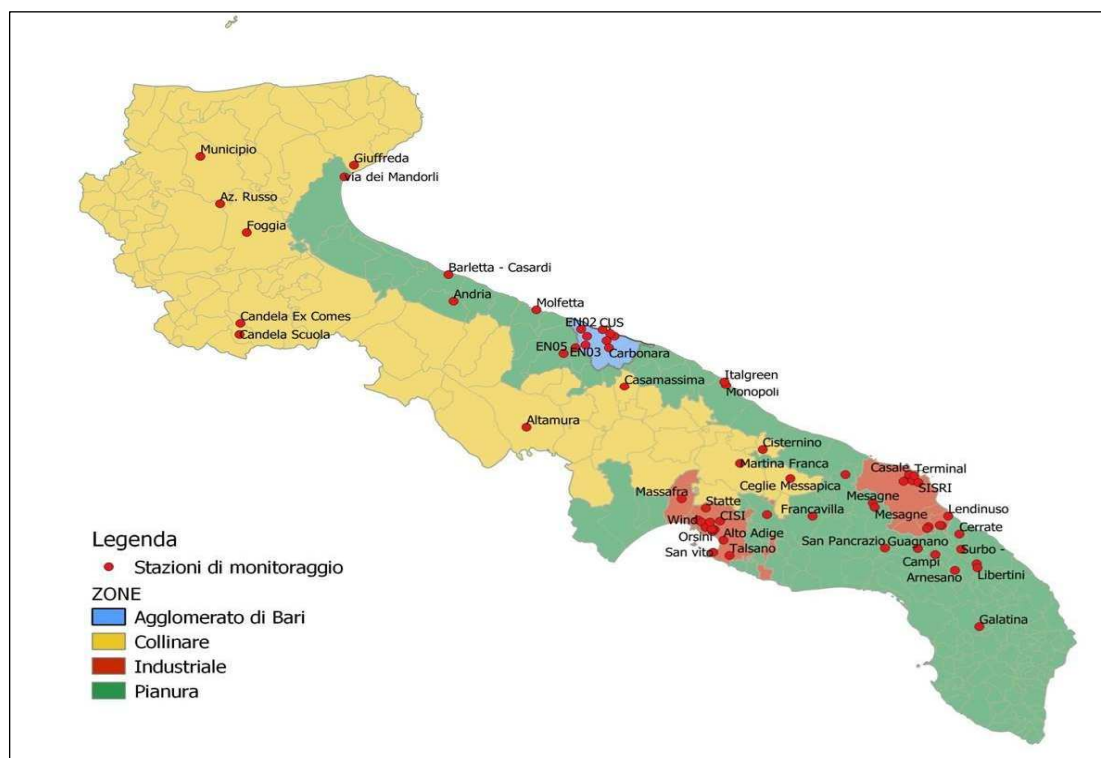 Municipio
Giuffreda
via dei Mandorli
Az. Russo
Foggia
Barletta - Casardi
Andria
Candela Ex Comes
Candela Scuola
Molfetta
EN02
CUS
EN05
EN03
Carbonara
Casamassima
Italgreen
Monopoli
Altamura
Cisternino
Martina Franca
Casale
Terminal
Ceglie Messapica
SISRI
Massafra
Statte
Mesagne
Mesagne
Lendinuso
Francavilla
Wind
CISI
Cerrate
Orsini
Alto Adige
San Pancrazio
Guagnano
Surbo -
San vito
Talsano
Campi
Arnesano
Libertini
Galatina
Legenda
Stazioni di monitoraggio
ZONE
Agglomerato di Bari
Collinare
Industriale
Pianura